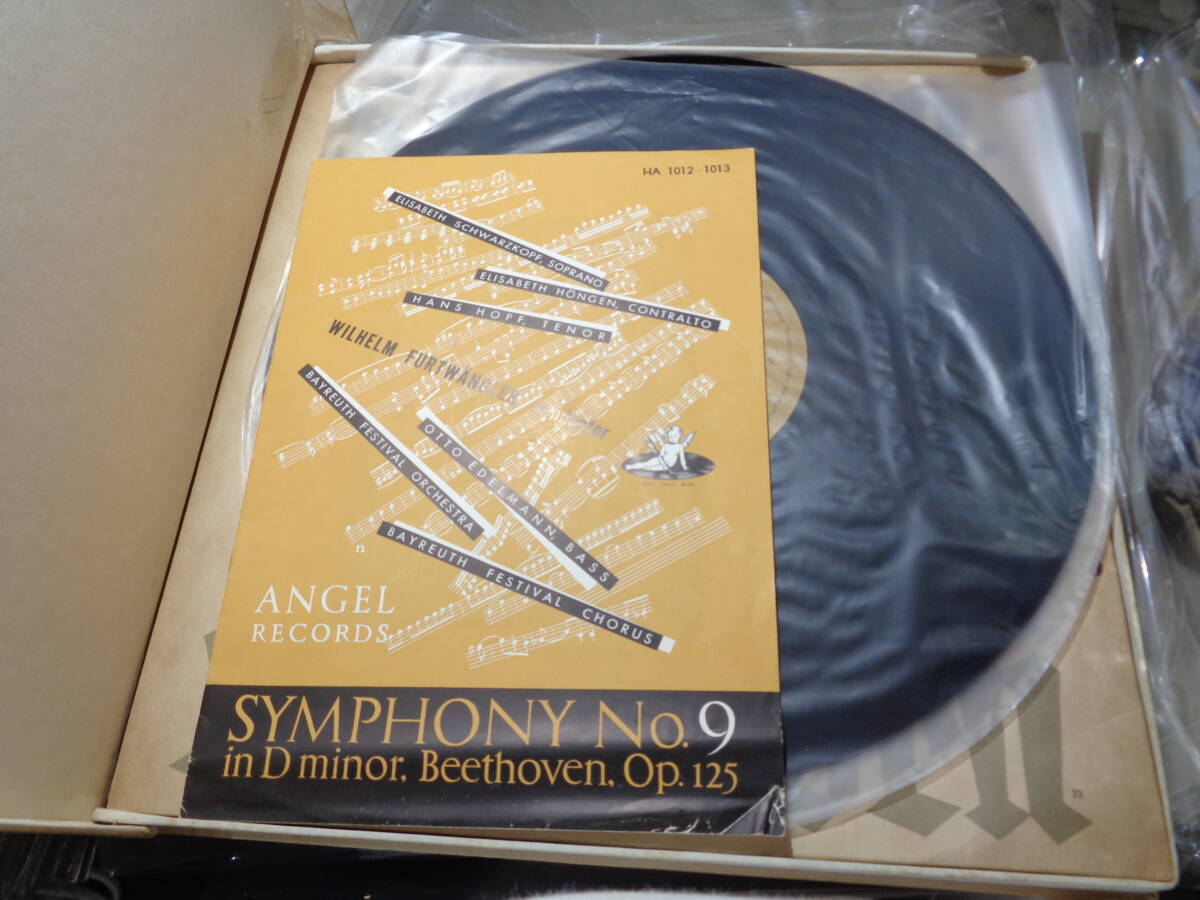 HA 1012-1013
ELISABETH SCHWARZKOPF, SOPRANO
ELISABETH HÖNGEN, CONTRALTO
HANS HOPF, TENOR
WILHELM FURTWÄNGLER conductor
BAYREUTH FESTIVAL ORCHESTRA
OTTO EDELMANN, BASS
BAYREUTH FESTIVAL CHORUS
n
ANGEL
RECORDS
SYMPHONY No. 9
in D minor, Beethoven, Op. 125